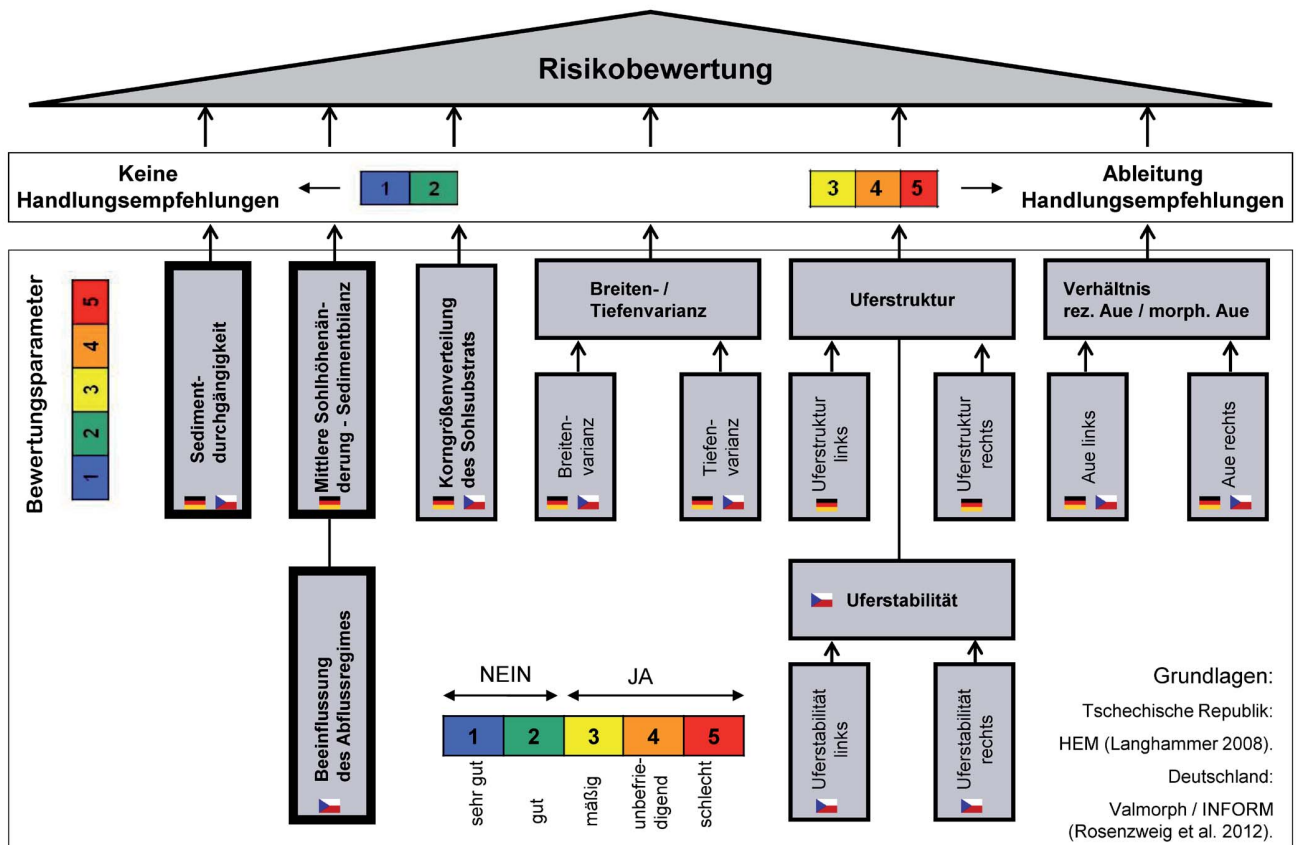 Risikobewertung
Keine
Handlungsempfehlungen
1 2
3 4 5
Ableitung
Handlungsempfehlungen
Bewertungsparameter
5
4
3
2
1
Sediment-
durchgängigkeit
Mittlere Sohlhöhenän-
derung - Sedimentbilanz
Korngrößenverteilung
des Sohlsubstrats
Breiten- /
Tiefenvarianz
Uferstruktur
Verhältnis
rez. Aue / morph. Aue
Breiten-
varianz
Tiefen-
varianz
Uferstruktur
links
Uferstruktur
rechts
Aue links
Aue rechts
Beeinflussung
des Abflussregimes
Uferstabilität
Uferstabilität
links
Uferstabilität
rechts
NEIN JA
1 2 3 4 5
sehr gut
gut
mäßig
unbefrie-
digend
schlecht
Grundlagen:
Tschechische Republik:
HEM (Langhammer 2008).
Deutschland:
Valmorph / INFORM
(Rosenzweig et al. 2012).